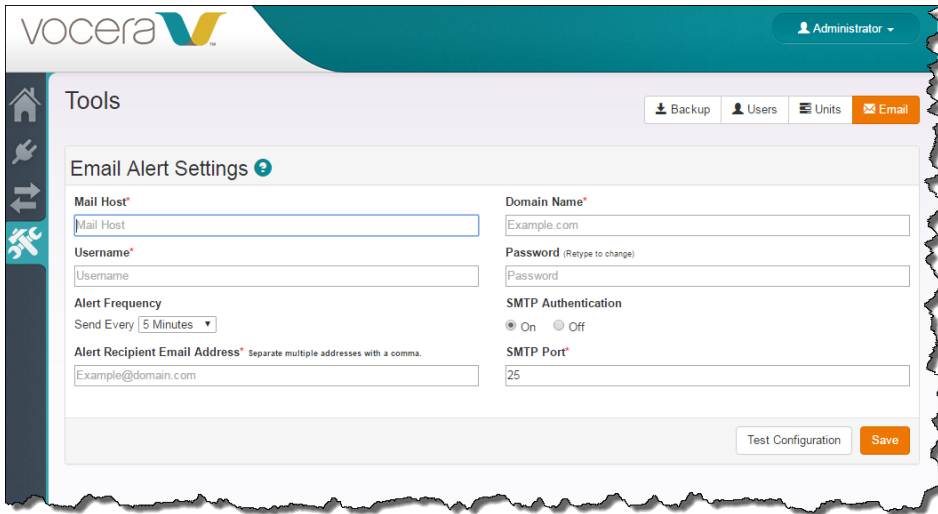 vocera
Administrator
Tools
Backup Users Units Email
Email Alert Settings ?
Mail Host* Domain Name*
Mail Host Example.com
Username* Password (Retype to change)
Username Password
Alert Frequency SMTP Authentication
Send Every 5 Minutes On Off
Alert Recipient Email Address* Separate multiple addresses with a comma. SMTP Port*
Example@domain.com 25
Test Configuration Save